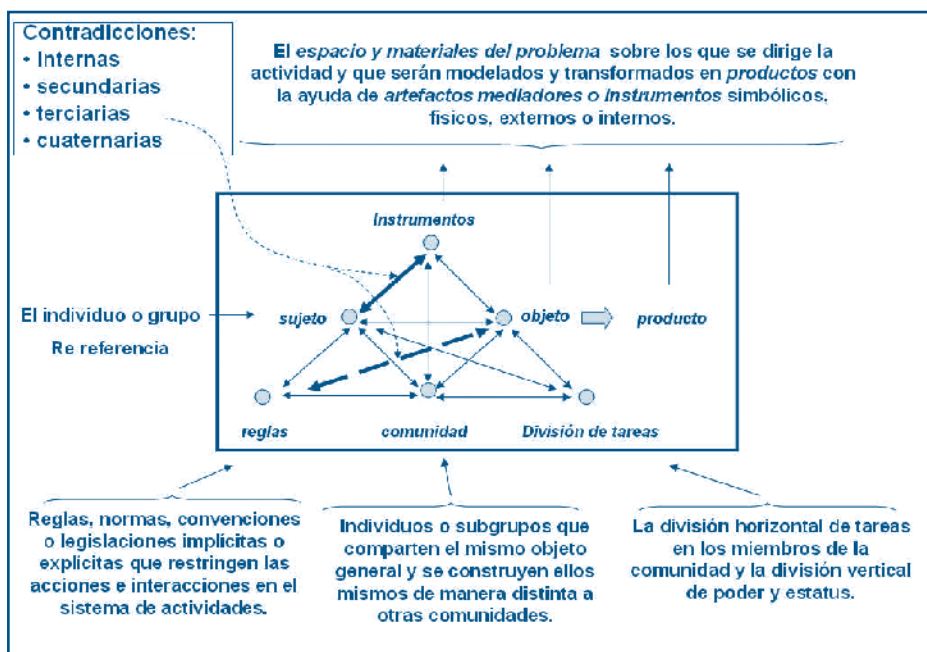 Contradicciones:
• Internas
• secundarias
• terciarias
• cuaternarias
El espacio y materiales del problema sobre los que se dirige la
actividad y que serán modelados y transformados en productos con
la ayuda de artefactos mediadores o instrumentos simbólicos,
físicos, externos o internos.
Instrumentos
El individuo o grupo
Re referencia
sujeto
objeto
producto
reglas
comunidad
División de tareas
Reglas, normas, convenciones
o legislaciones implícitas o
explícitas que restringen las
acciones e interacciones en el
sistema de actividades.
Individuos o subgrupos que
comparten el mismo objeto
general y se construyen ellos
mismos de manera distinta a
otras comunidades.
La división horizontal de tareas
en los miembros de la
comunidad y la división vertical
de poder y estatus.